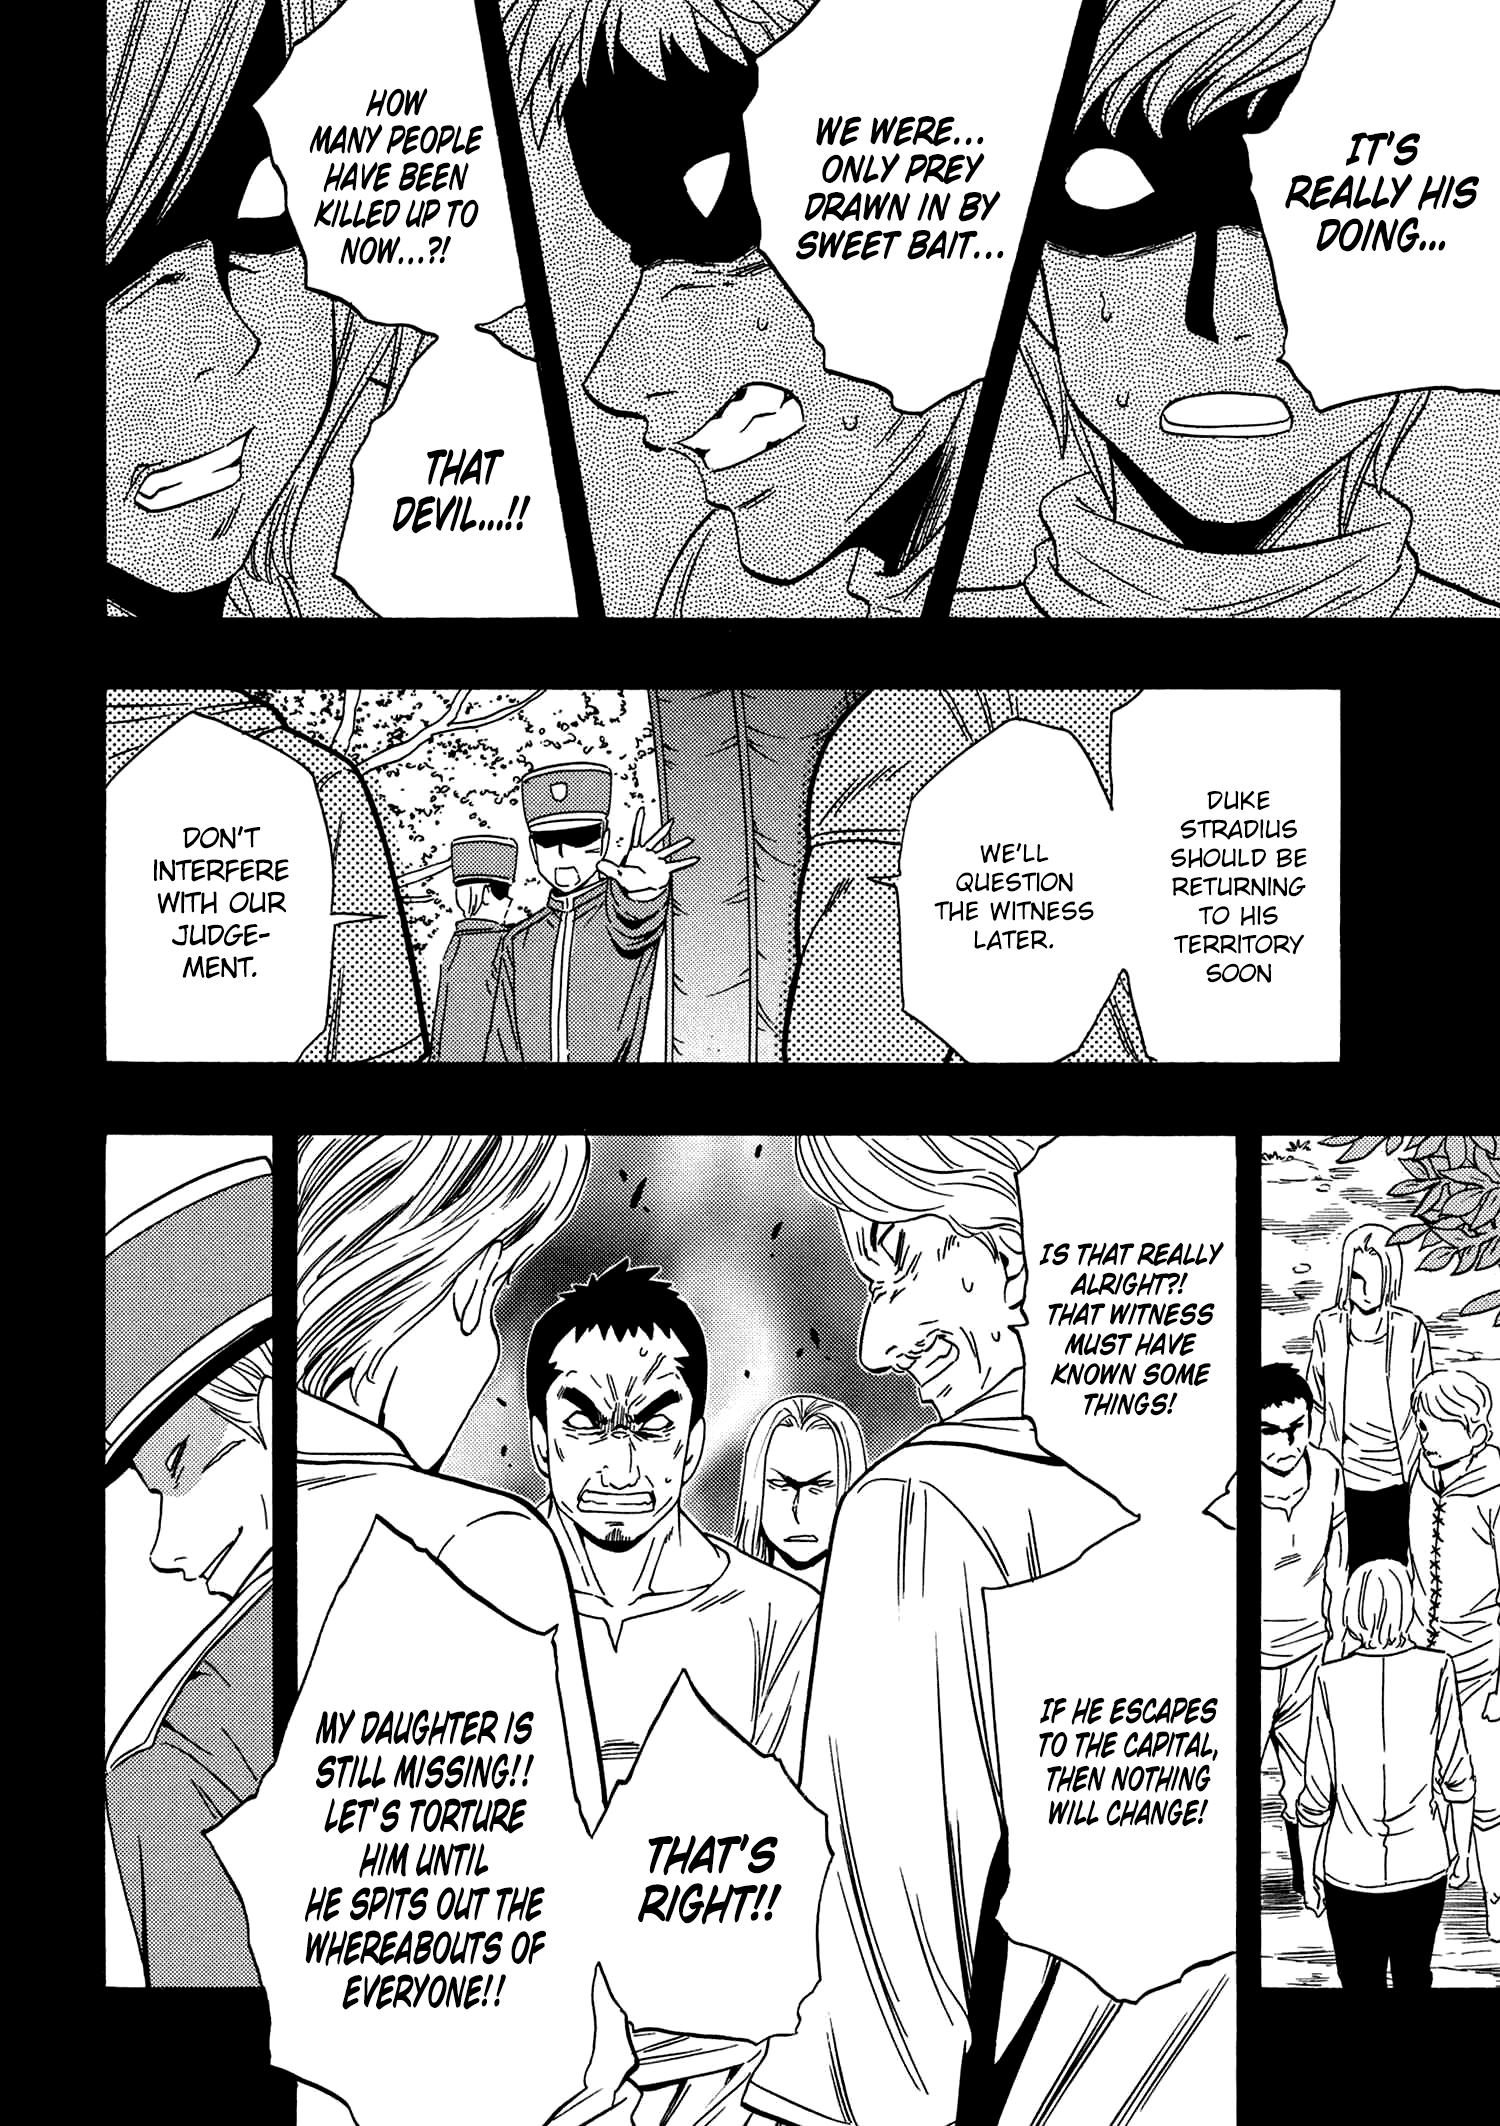 IT'S
REALLY HIS
DOING...
WE WERE...
ONLY PREY
DRAWN IN BY
SWEET BAIT...
HOW
MANY PEOPLE
HAVE BEEN
KILLED UP TO
NOW...?!
THAT
DEVIL...!!
DUKE
STRADIUS
SHOULD BE
RETURNING
TO HIS
TERRITORY
SOON
WE'LL
QUESTION
THE WITNESS
LATER.
DON'T
INTERFERE
WITH OUR
JUDGE-
MENT.
IS THAT REALLY
ALRIGHT?!
THAT WITNESS
MUST HAVE
KNOWN SOME
THINGS!
IF HE ESCAPES
TO THE CAPITAL,
THEN NOTHING
WILL CHANGE!
THAT'S
RIGHT!!
MY DAUGHTER IS
STILL MISSING!!
LET'S TORTURE
HIM UNTIL
HE SPITS OUT THE
WHEREABOUTS OF
EVERYONE!!